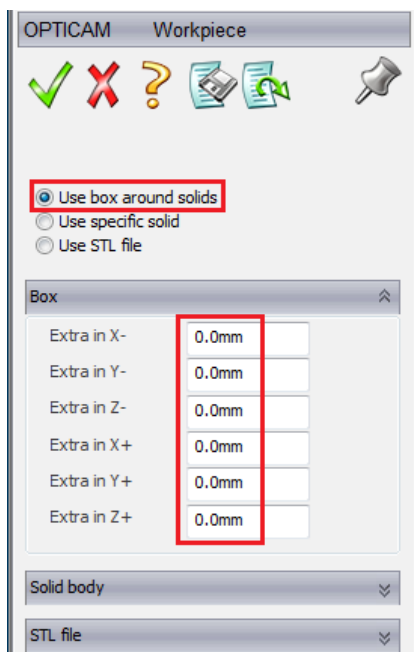 OPTICAM Workpiece
Use box around solids
Use specific solid
Use STL file
Box
Extra in X- 0.0mm
Extra in Y- 0.0mm
Extra in Z- 0.0mm
Extra in X+ 0.0mm
Extra in Y+ 0.0mm
Extra in Z+ 0.0mm
Solid body
STL file